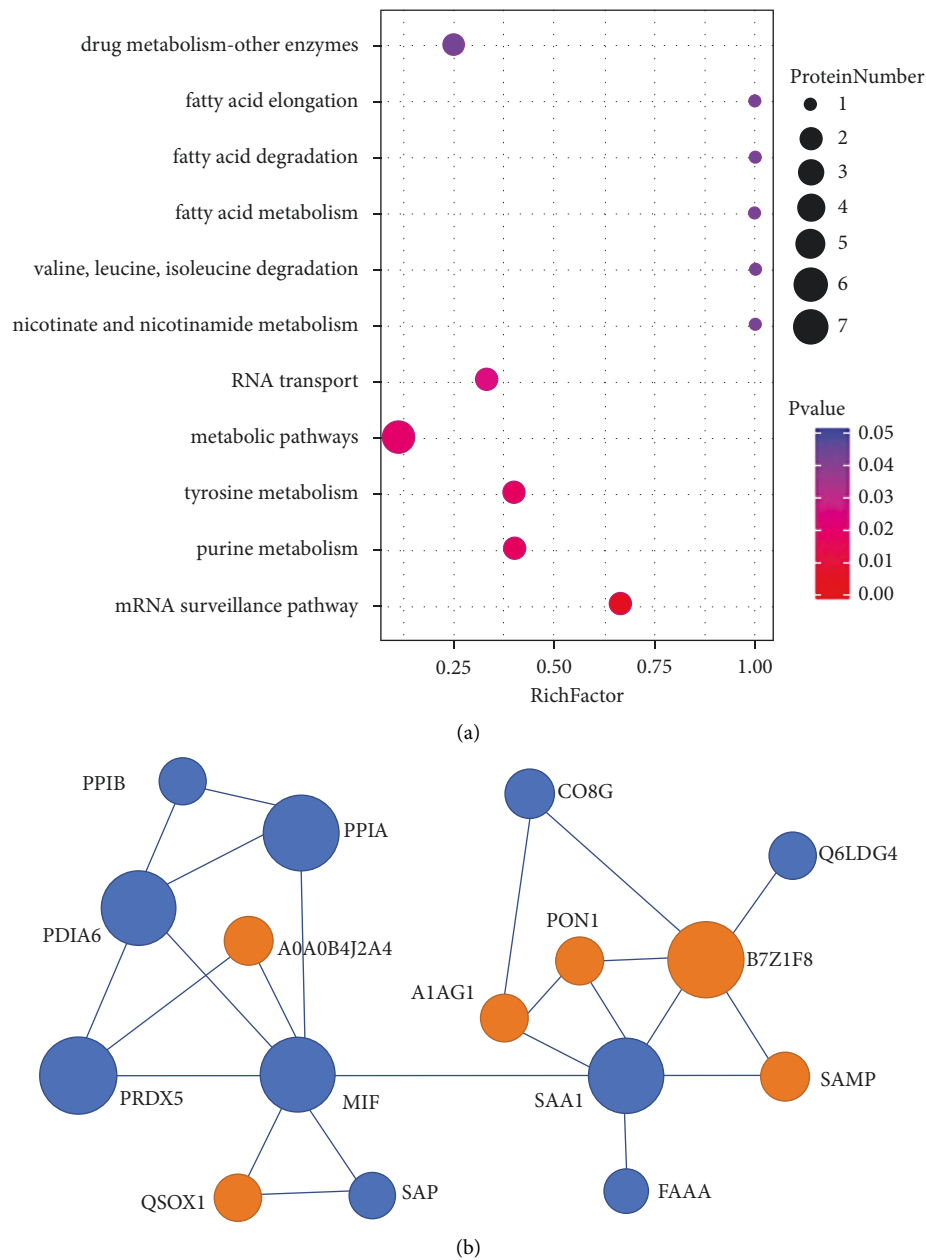 drug metabolism-other enzymes
fatty acid elongation
fatty acid degradation
fatty acid metabolism
valine, leucine, isoleucine degradation
nicotinate and nicotinamide metabolism
RNA transport
metabolic pathways
tyrosine metabolism
purine metabolism
mRNA surveillance pathway
0.25 0.50 0.75 1.00
RichFactor
ProteinNumber
1
2
3
4
5
6
7
Pvalue
0.05
0.04
0.03
0.02
0.01
0.00
(a)
PPIB
PPIA
PDIA6
A0A0B4J2A4
PRDX5
MIF
QSOX1
SAP
CO8G
Q6LDG4
PON1
B7Z1F8
A1AG1
SAA1
SAMP
FAAA
(b)